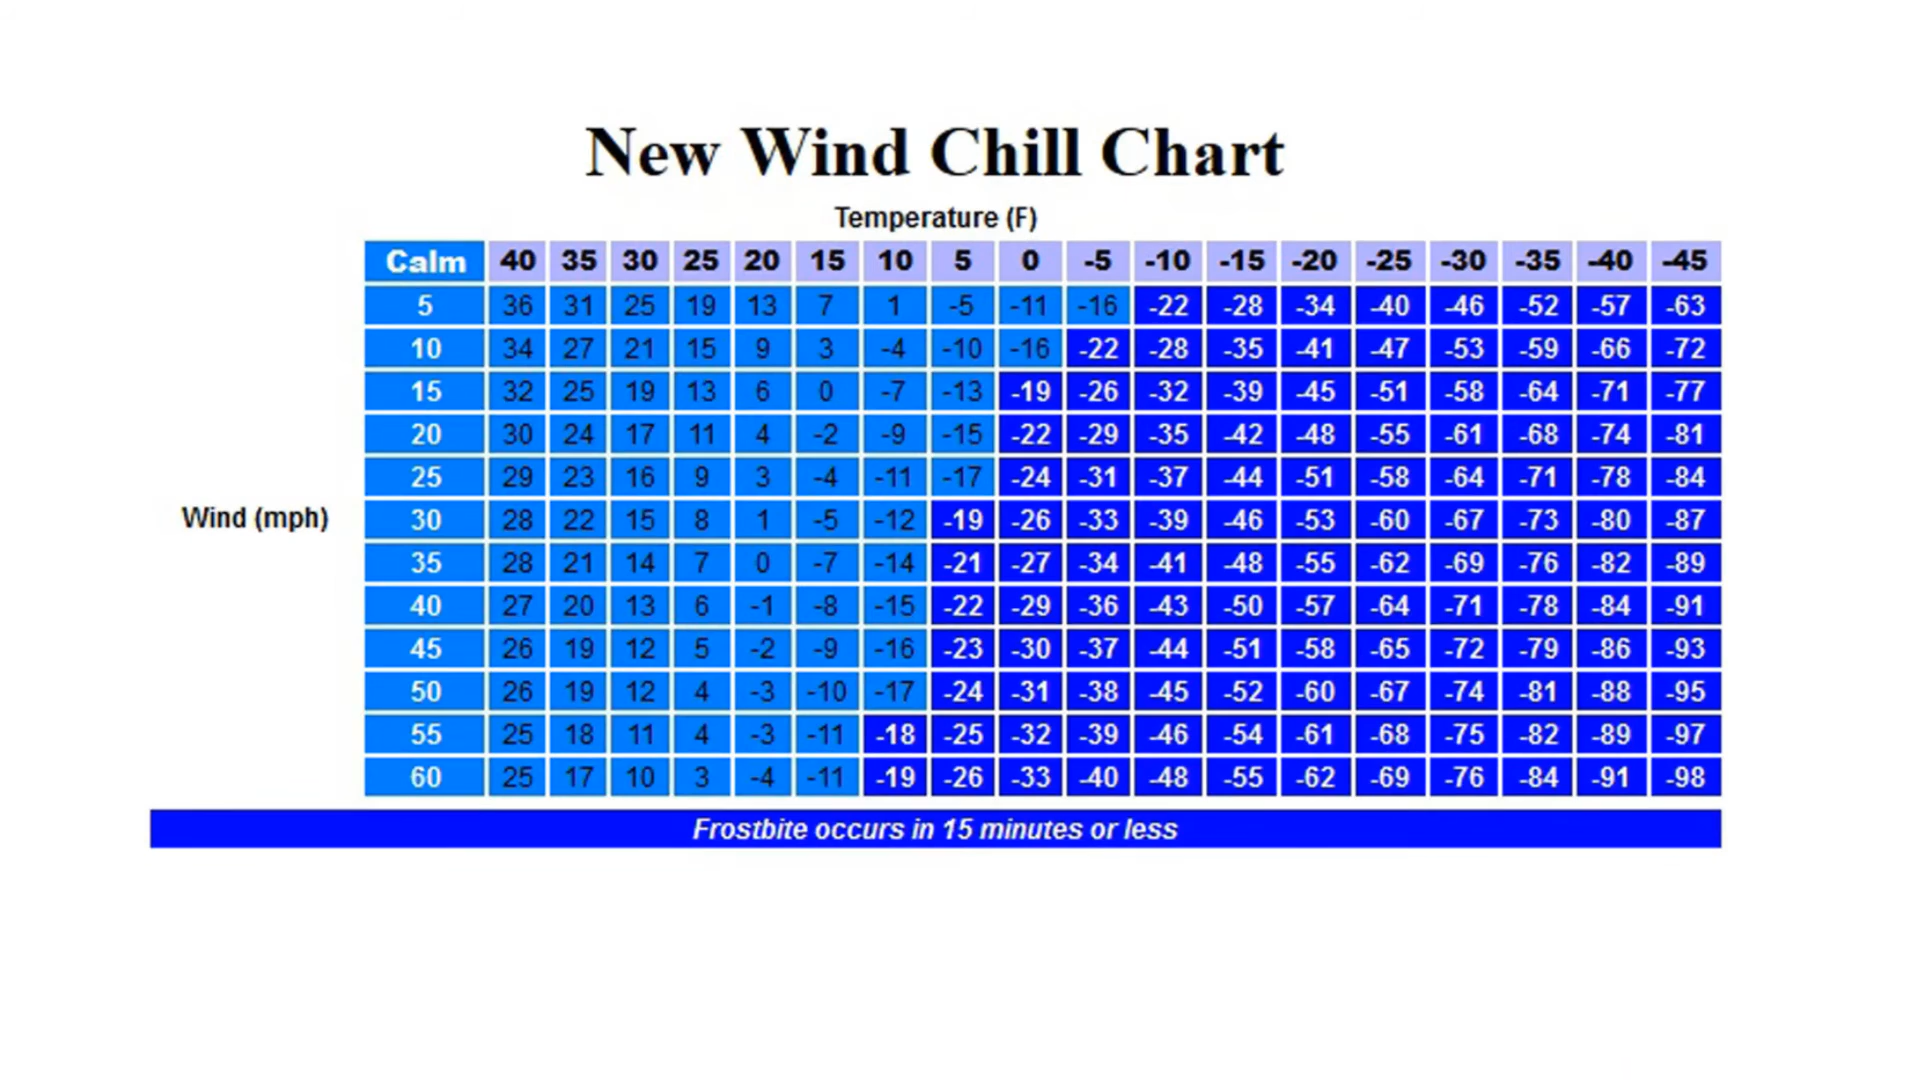 New Wind Chill Chart
Temperature (F)
Calm 40 35 30 25 20 15 10 5 0 -5 -10 -15 -20 -25 -30 -35 -40 -45
5 36 31 25 19 13 7 1 -5 -11 -16 -22 -28 -34 -40 -46 -52 -57 -63
10 34 27 21 15 9 3 -4 -10 -16 -22 -28 -35 -41 -47 -53 -59 -66 -72
15 32 25 19 13 6 0 -7 -13 -19 -26 -32 -39 -45 -51 -58 -64 -71 -77
20 30 24 17 11 4 -2 -9 -15 -22 -29 -35 -42 -48 -55 -61 -68 -74 -81
25 29 23 16 9 3 -4 -11 -17 -24 -31 -37 -44 -51 -58 -64 -71 -78 -84
Wind (mph) 30 28 22 15 8 1 -5 -12 -19 -26 -33 -39 -46 -53 -60 -67 -73 -80 -87
35 28 21 14 7 0 -7 -14 -21 -27 -34 -41 -48 -55 -62 -69 -76 -82 -89
40 27 20 13 6 -1 -8 -15 -22 -29 -36 -43 -50 -57 -64 -71 -78 -84 -91
45 26 19 12 5 -2 -9 -16 -23 -30 -37 -44 -51 -58 -65 -72 -79 -86 -93
50 26 19 12 4 -3 -10 -17 -24 -31 -38 -45 -52 -60 -67 -74 -81 -88 -95
55 25 18 11 4 -3 -11 -18 -25 -32 -39 -46 -54 -61 -68 -75 -82 -89 -97
60 25 17 10 3 -4 -11 -19 -26 -33 -40 -48 -55 -62 -69 -76 -84 -91 -98
Frostbite occurs in 15 minutes or less